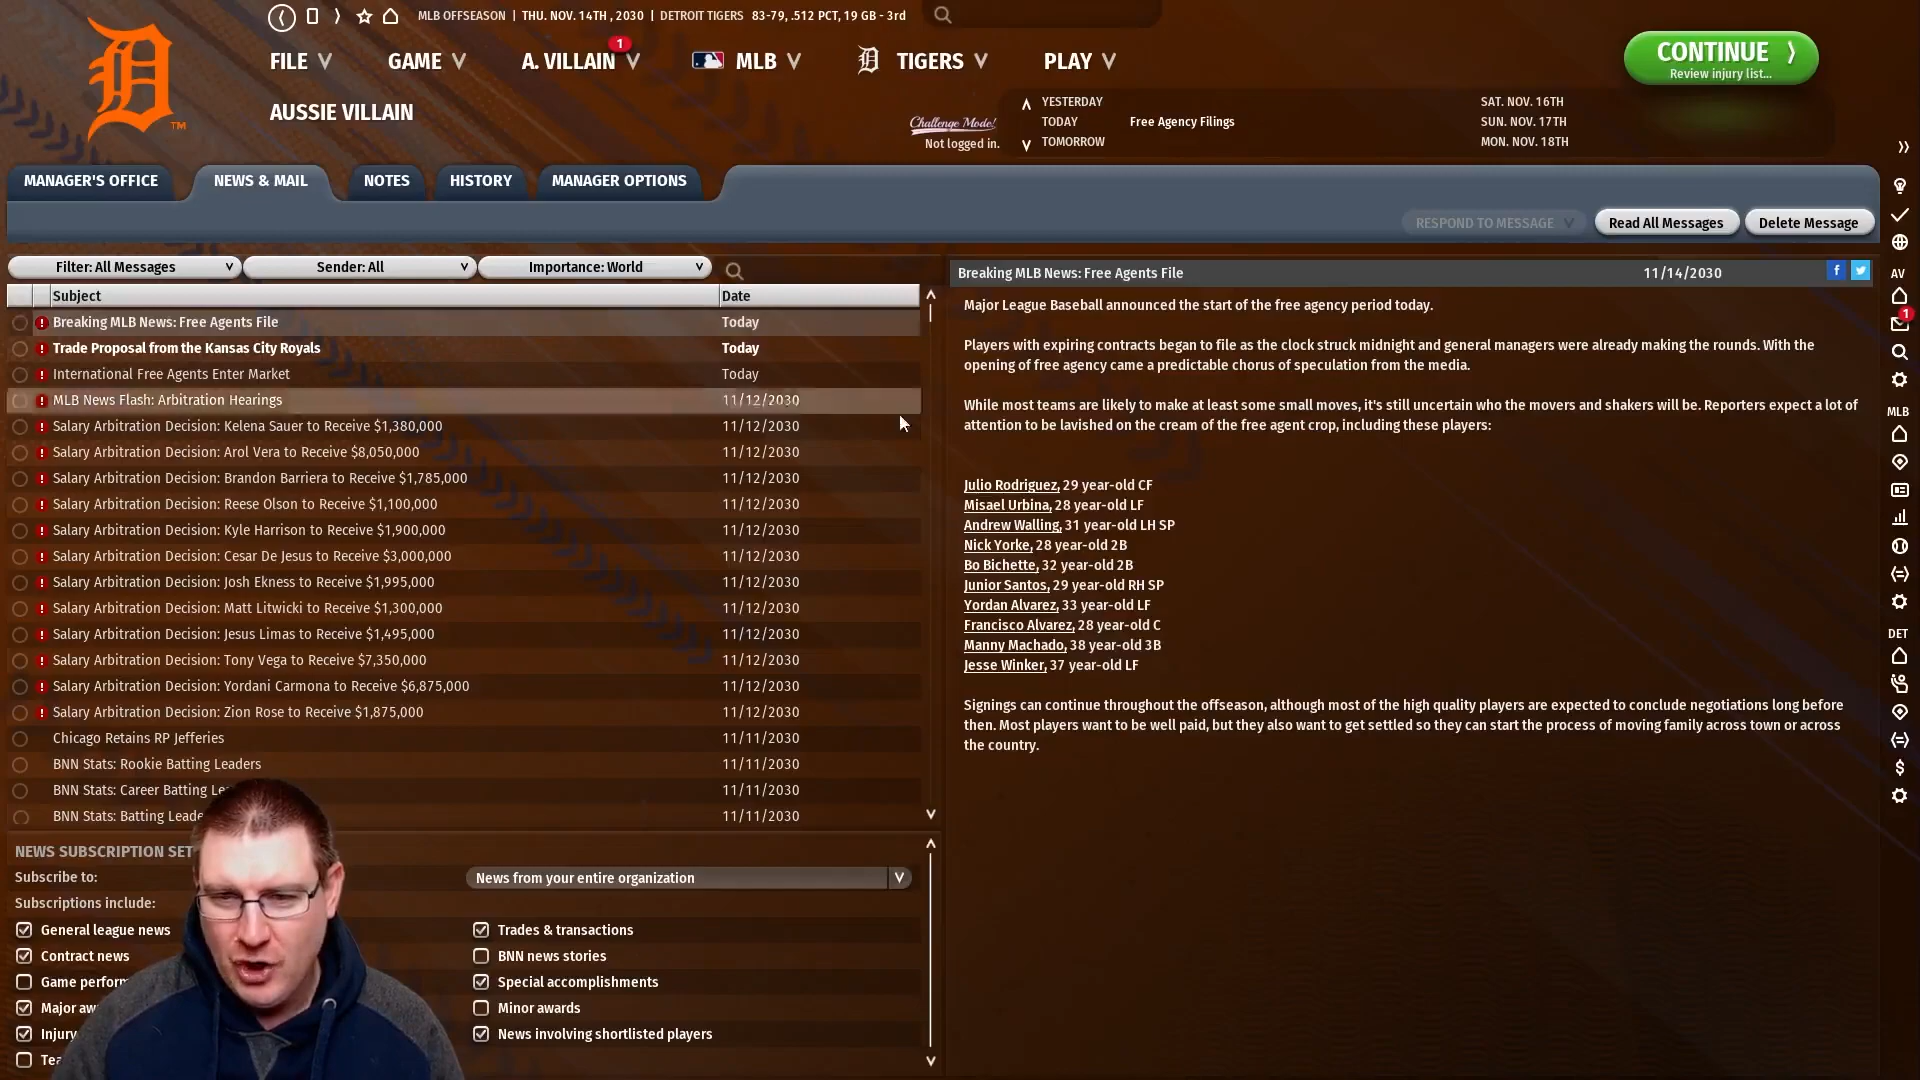 MLB OFFSEASON | THU. NOV. 14TH , 2030 | DETROIT TIGERS 83-79, .512 PCT, 19 GB - 3rd
FILE
GAME
A. VILLAIN
1
MLB
TIGERS
PLAY
CONTINUE
Review injury list...
AUSSIE VILLAIN
Challenge Mode!
Not logged in.
YESTERDAY
TODAY
TOMORROW
Free Agency Filings
SAT. NOV. 16TH
SUN. NOV. 17TH
MON. NOV. 18TH
MANAGER'S OFFICE
NEWS & MAIL
NOTES
HISTORY
MANAGER OPTIONS
RESPOND TO MESSAGE
Read All Messages
Delete Message
Filter: All Messages
Sender: All
Importance: World
Subject Date
Breaking MLB News: Free Agents File Today
Trade Proposal from the Kansas City Royals Today
International Free Agents Enter Market Today
MLB News Flash: Arbitration Hearings 11/12/2030
Salary Arbitration Decision: Kelena Sauer to Receive $1,380,000 11/12/2030
Salary Arbitration Decision: Arol Vera to Receive $8,050,000 11/12/2030
Salary Arbitration Decision: Brandon Barriera to Receive $1,785,000 11/12/2030
Salary Arbitration Decision: Reese Olson to Receive $1,100,000 11/12/2030
Salary Arbitration Decision: Kyle Harrison to Receive $1,900,000 11/12/2030
Salary Arbitration Decision: Cesar De Jesus to Receive $3,000,000 11/12/2030
Salary Arbitration Decision: Josh Ekness to Receive $1,995,000 11/12/2030
Salary Arbitration Decision: Matt Litwicki to Receive $1,300,000 11/12/2030
Salary Arbitration Decision: Jesus Limas to Receive $1,495,000 11/12/2030
Salary Arbitration Decision: Tony Vega to Receive $7,350,000 11/12/2030
Salary Arbitration Decision: Yordani Carmona to Receive $6,875,000 11/12/2030
Salary Arbitration Decision: Zion Rose to Receive $1,875,000 11/12/2030
Chicago Retains RP Jefferies 11/11/2030
BNN Stats: Rookie Batting Leaders 11/11/2030
BNN Stats: Career Batting Le 11/11/2030
BNN Stats: Batting Leade 11/11/2030
NEWS SUBSCRIPTION SET
Subscribe to: News from your entire organization
Subscriptions include:
General league news
Trades & transactions
Contract news
BNN news stories
Game perform
Special accomplishments
Major aw
Minor awards
Injury
News involving shortlisted players
Tea
Breaking MLB News: Free Agents File 11/14/2030
Major League Baseball announced the start of the free agency period today.
Players with expiring contracts began to file as the clock struck midnight and general managers were already making the rounds. With the
opening of free agency came a predictable chorus of speculation from the media.
While most teams are likely to make at least some small moves, it's still uncertain who the movers and shakers will be. Reporters expect a lot of
attention to be lavished on the cream of the free agent crop, including these players:
Julio Rodriguez, 29 year-old CF
Misael Urbina, 28 year-old LF
Andrew Walling, 31 year-old LH SP
Nick Yorke, 28 year-old 2B
Bo Bichette, 32 year-old 2B
Junior Santos, 29 year-old RH SP
Yordan Alvarez, 33 year-old LF
Francisco Alvarez, 28 year-old C
Manny Machado, 38 year-old 3B
Jesse Winker, 37 year-old LF
Signings can continue throughout the offseason, although most of the high quality players are expected to conclude negotiations long before
then. Most players want to be well paid, but they also want to get settled so they can start the process of moving family across town or across
the country.
AV
1
MLB
DET